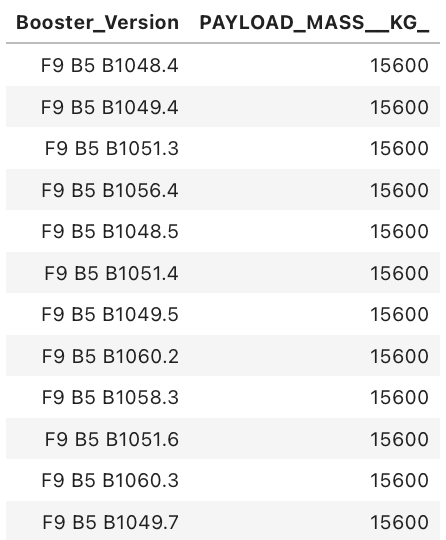 Booster_Version PAYLOAD_MASS__KG_
F9 B5 B1048.4 15600
F9 B5 B1049.4 15600
F9 B5 B1051.3 15600
F9 B5 B1056.4 15600
F9 B5 B1048.5 15600
F9 B5 B1051.4 15600
F9 B5 B1049.5 15600
F9 B5 B1060.2 15600
F9 B5 B1058.3 15600
F9 B5 B1051.6 15600
F9 B5 B1060.3 15600
F9 B5 B1049.7 15600